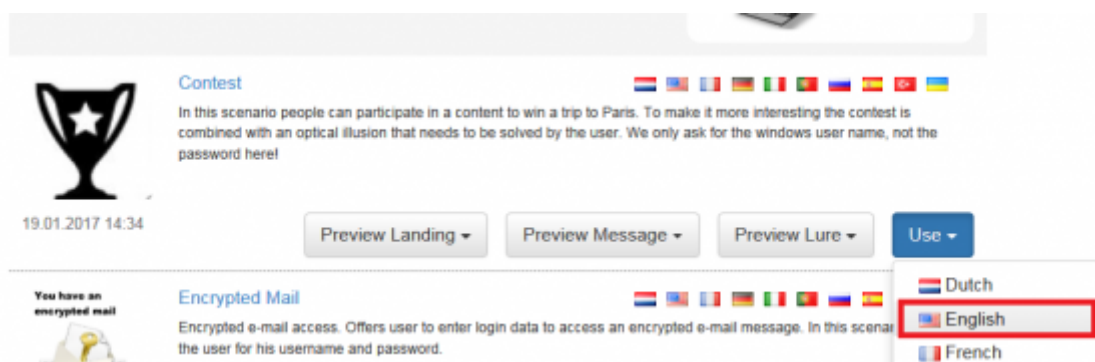 Contest
In this scenario people can participate in a content to win a trip to Paris. To make it more interesting the contest is
combined with an optical illusion that needs to be solved by the user. We only ask for the windows user name, not the
password here!
19.01.2017 14:34
Preview Landing
Preview Message
Preview Lure
Use
Dutch
English
French
You have an
encrypted mail
Encrypted Mail
Encrypted e-mail access. Offers user to enter login data to access an encrypted e-mail message. In this
the user for his username and password.